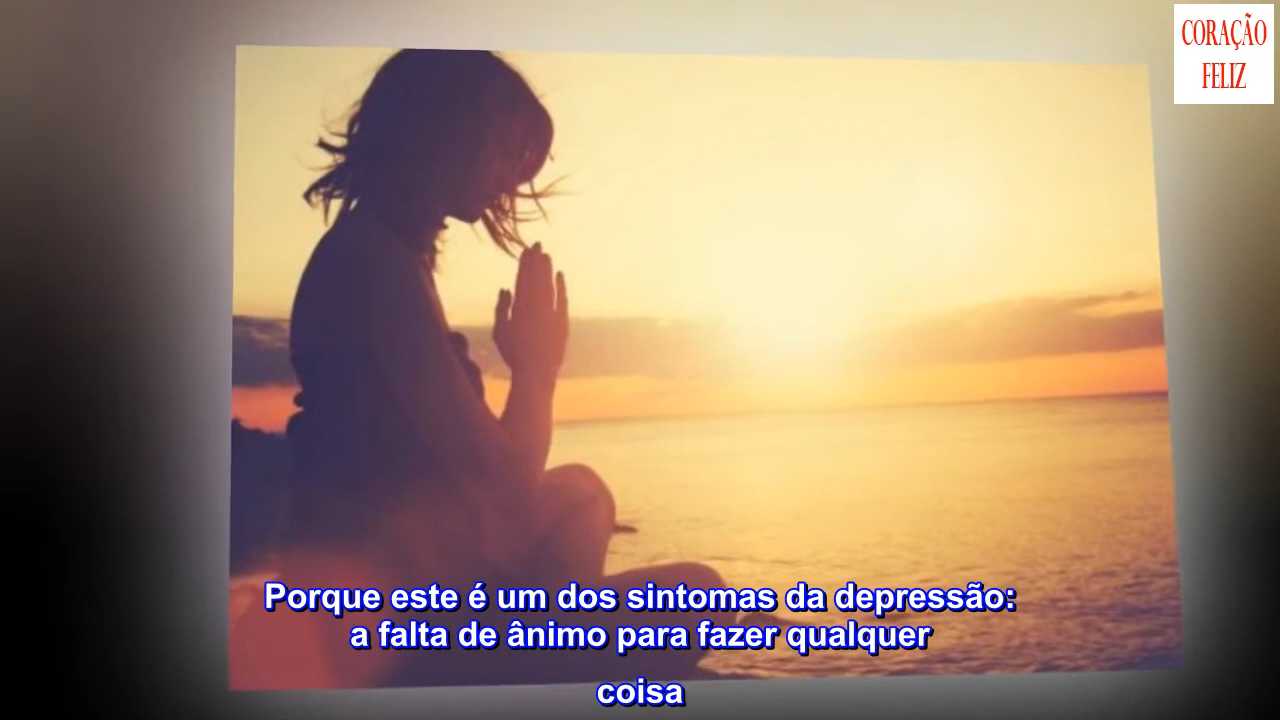 CORAÇÃO
FELIZ
Porque este é um dos sintomas da depressão:
a falta de ânimo para fazer qualquer
coisa